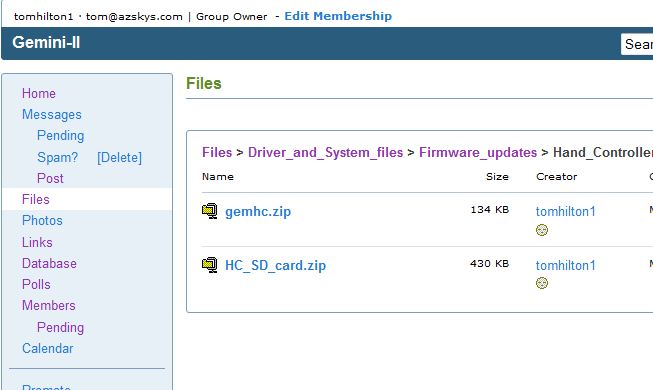 tomhilton1 · tom@azskys.com | Group Owner - Edit Membership
Gemini-II
Sear
Home
Messages
Pending
Spam? [Delete]
Post
Files
Photos
Links
Database
Polls
Members
Pending
Calendar
Promote
Files
Files > Driver_and_System_files > Firmware_updates > Hand_Controller
Name Size Creator
gemhc.zip 134 KB tomhilton1
HC_SD_card.zip 430 KB tomhilton1